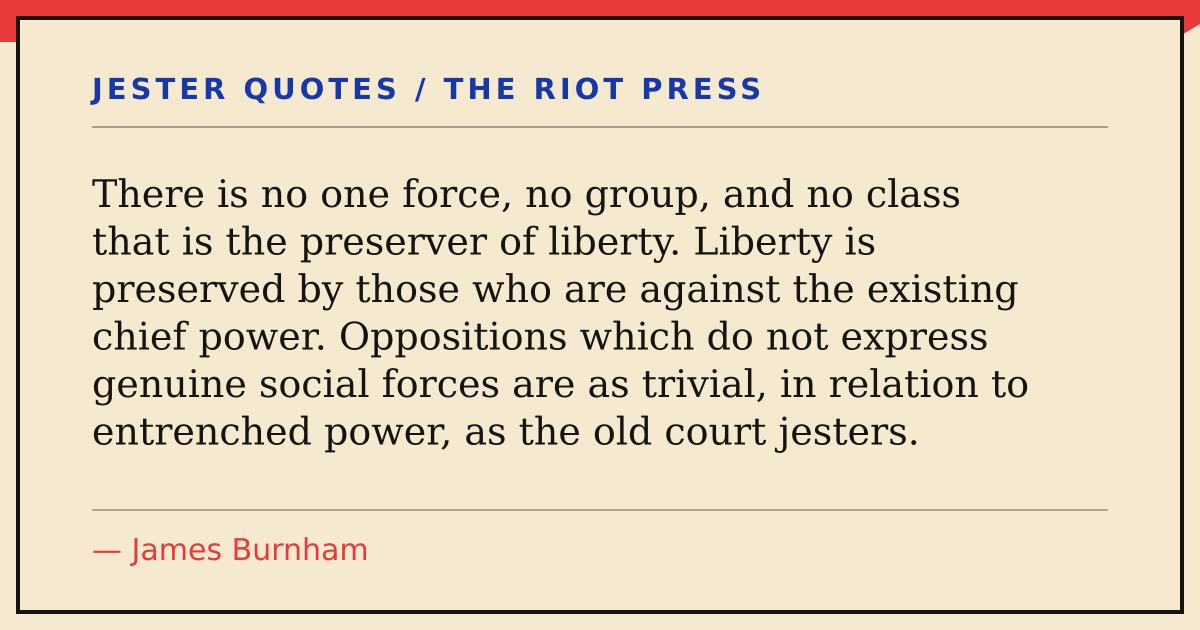 JESTER QUOTES / THE RIOT PRESS
There is no one force, no group, and no class
that is the preserver of liberty. Liberty is
preserved by those who are against the existing
chief power. Oppositions which do not express
genuine social forces are as trivial, in relation to
entrenched power, as the old court jesters.
— James Burnham